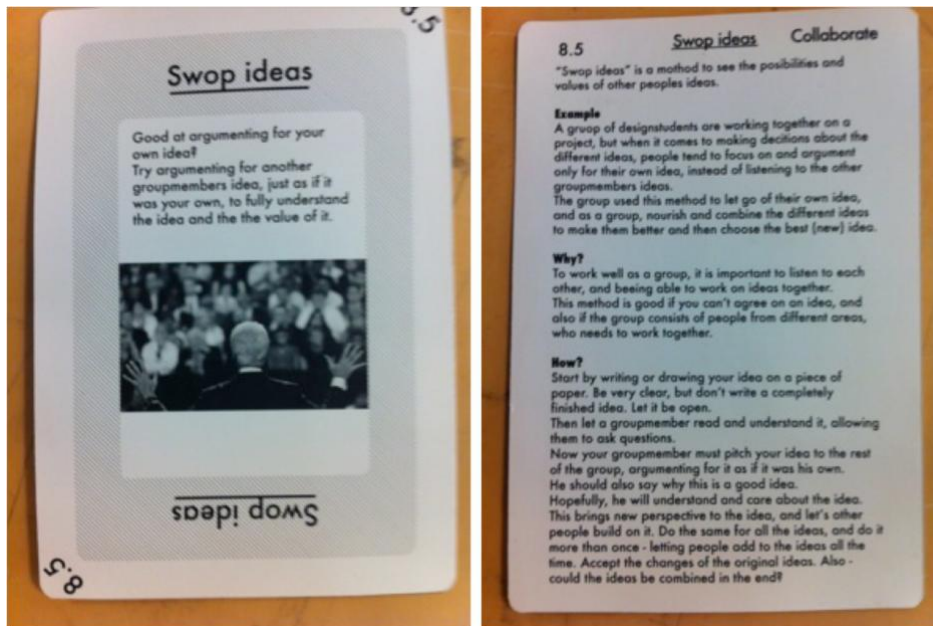 8.5
Swop ideas
Good at argumenting for your
own idea?
Try argumenting for another
groupmembers idea, just as if it
was your own, to fully understand
the idea and the the value of it.
Swop ideas
8.5
8.5 Swop ideas Collaborate
"Swop ideas" is a mathod to see the posibilities and
values of other peoples ideas.
Example
A gruop of designstudents are working together on a
project, but when it comes to making decitions about the
different ideas, people tend to focus on and argument
only for their own idea, instead of listening to the other
groupmembers ideas.
The group used this method to let go of their own idea,
and as a group, nourish and combine the different ideas
to make them better and then choose the best (new) idea.
Why?
To work well as a group, it is important to listen to each
other, and beeing able to work on ideas together.
This method is good if you can't agree on an idea, and
also if the group consists of people from different areas,
who needs to work together.
How?
Start by writing or drawing your idea on a piece of
paper. Be very clear, but don't write a completely
finished idea. Let it be open.
Then let a groupmember read and understand it, allowing
them to ask questions.
Now your groupmember must pitch your idea to the rest
of the group, argumenting for it as if it was his own.
He should also say why this is a good idea.
Hopefully, he will understand and care about the idea.
This brings new perspective to the idea, and let's other
people build on it. Do the same for all the ideas, and do it
more than once - letting people add to the ideas all the
time. Accept the changes of the original ideas. Also -
could the ideas be combined in the end?